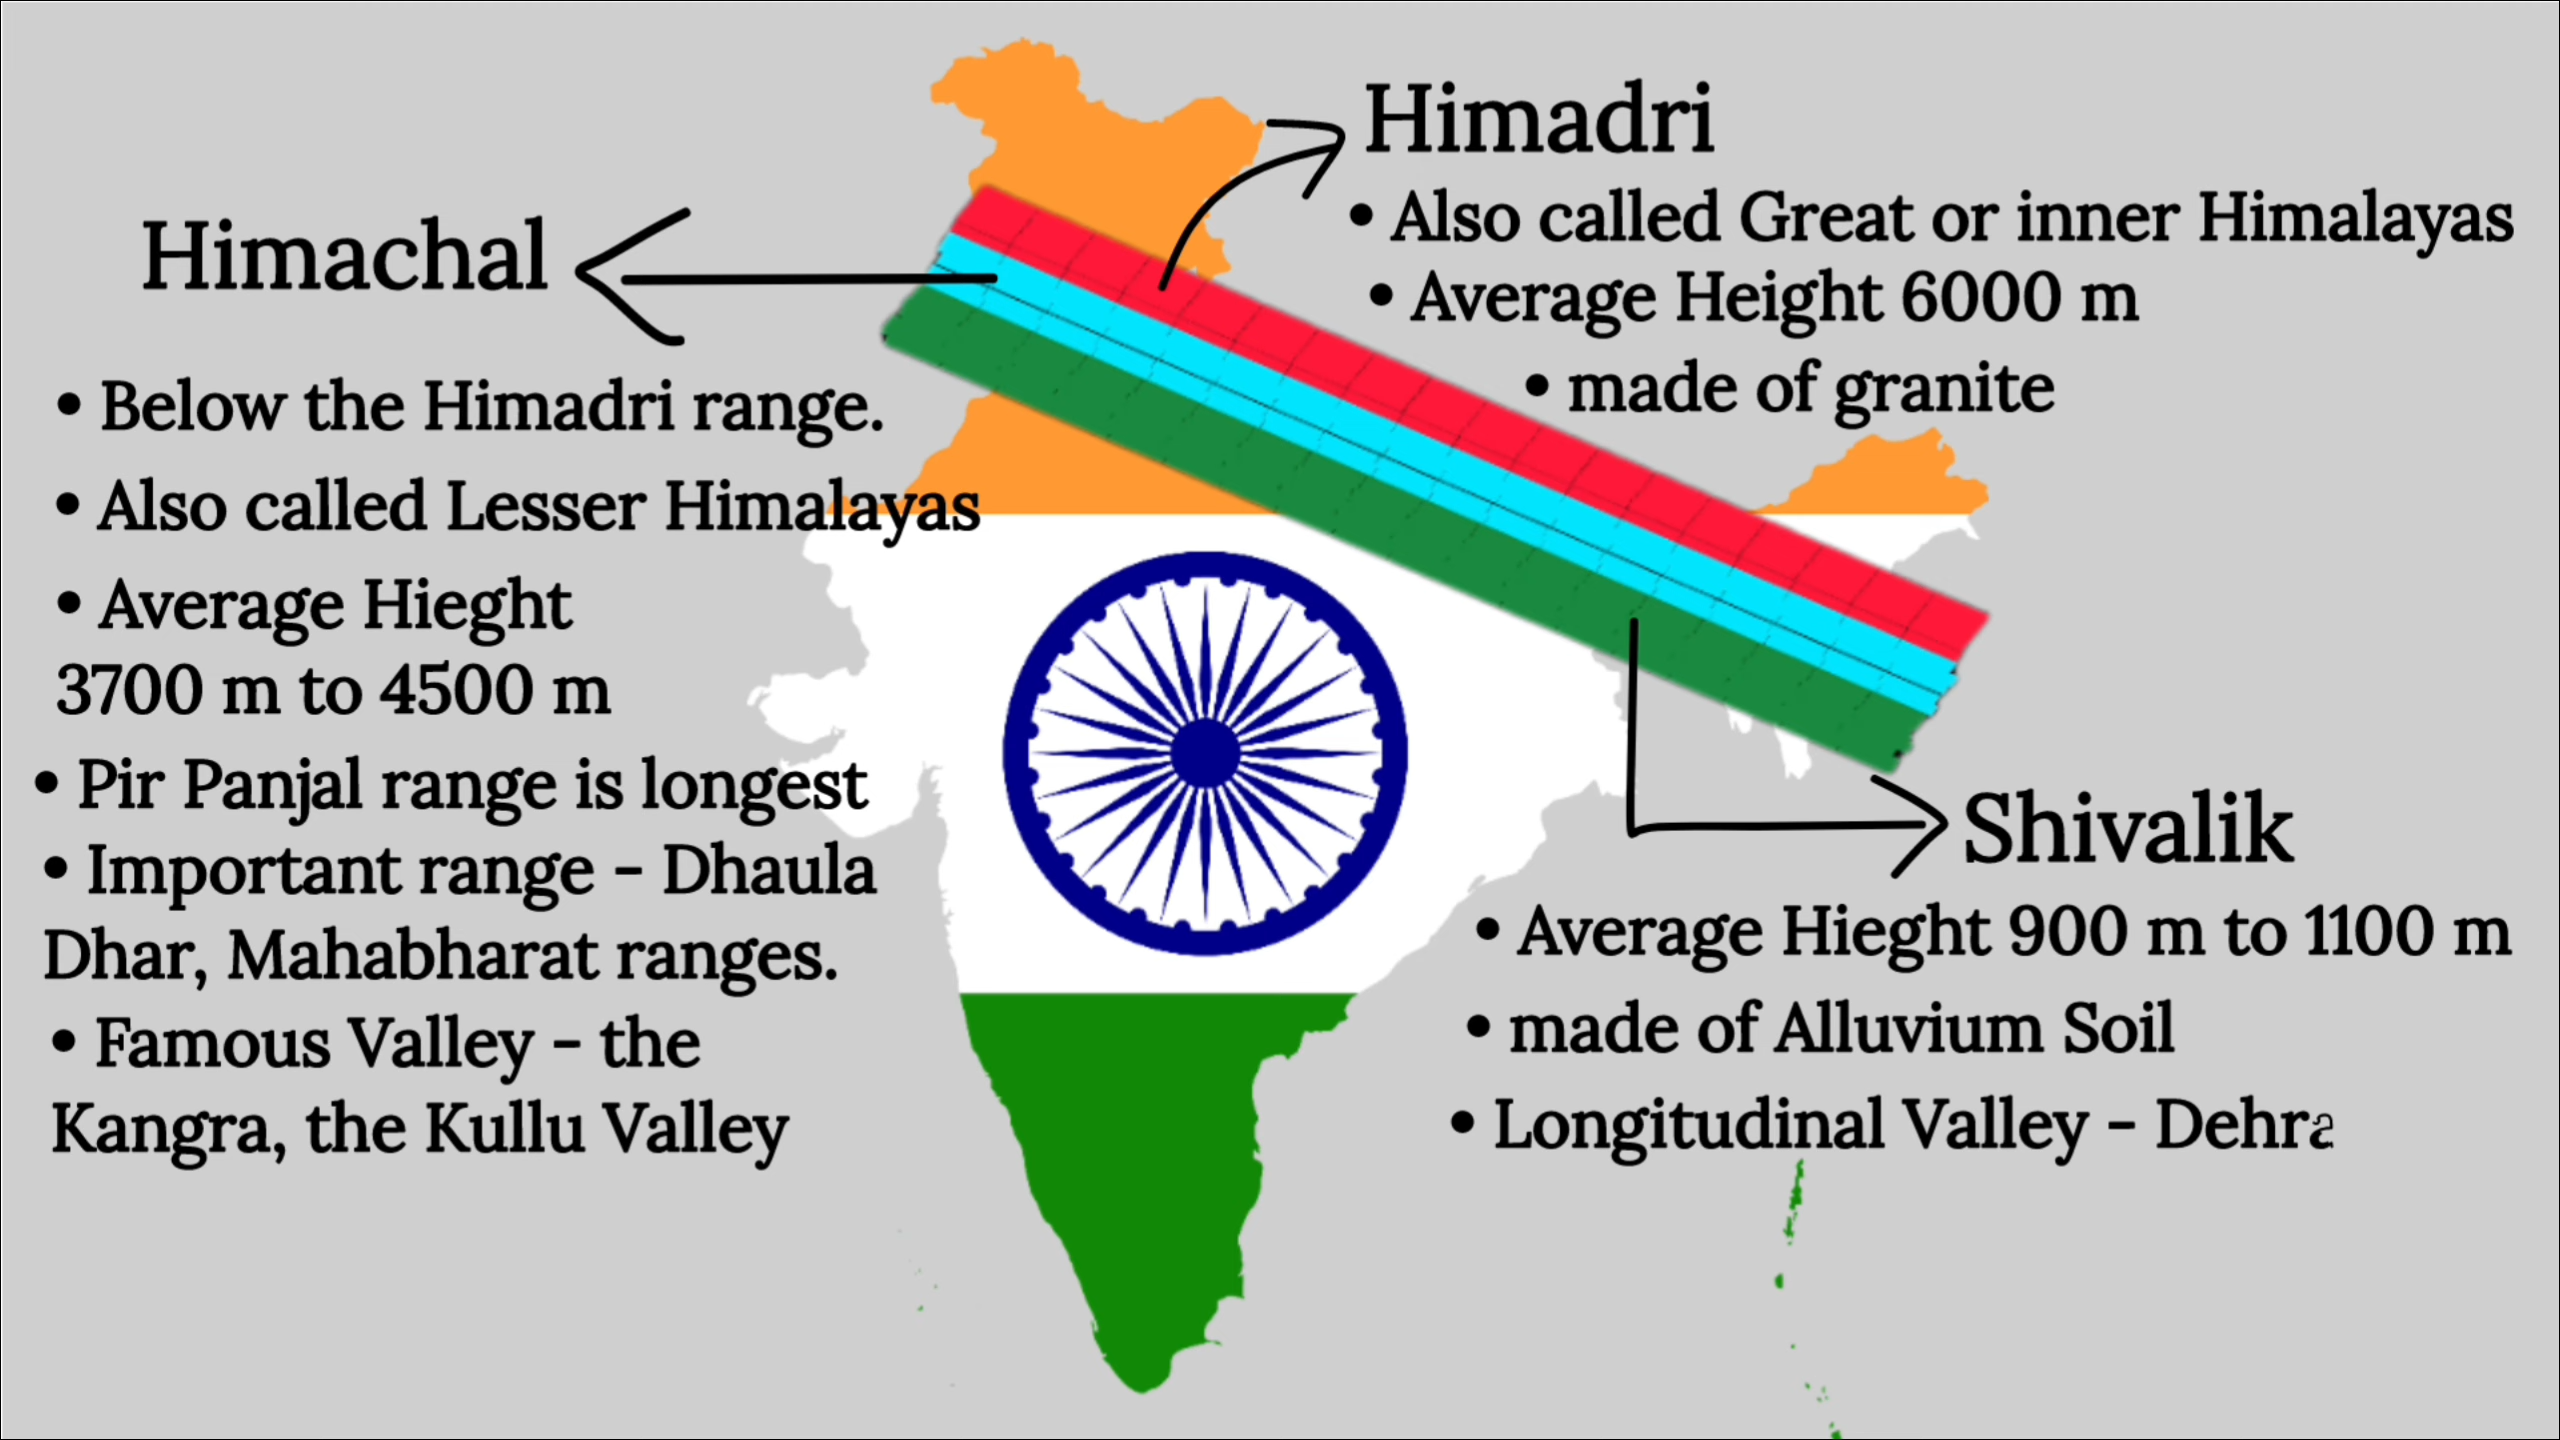 Himadri
• Also called Great or inner Himalayas
• Average Height 6000 m
• made of granite
Himachal
• Below the Himadri range.
• Also called Lesser Himalayas
• Average Hieght
3700 m to 4500 m
• Pir Panjal range is longest
• Important range - Dhaula
Dhar, Mahabharat ranges.
• Famous Valley - the
Kangra, the Kullu Valley
Shivalik
• Average Hieght 900 m to 1100 m
• made of Alluvium Soil
• Longitudinal Valley - Dehra